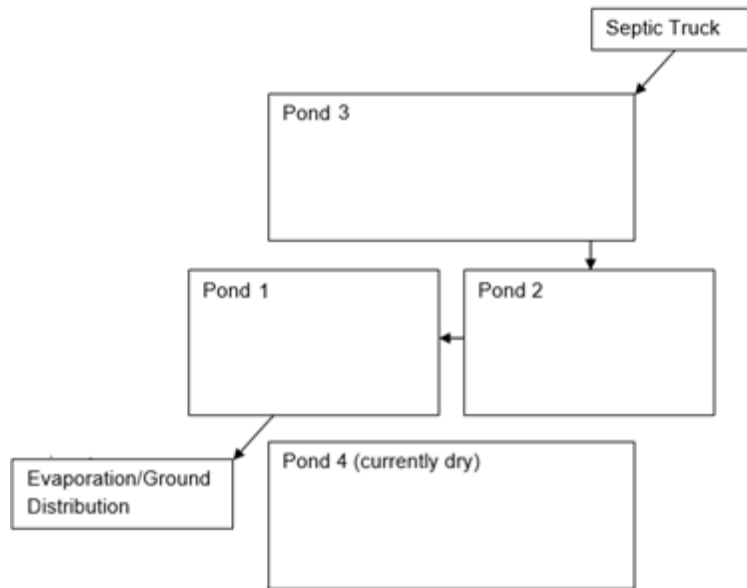 Septic Truck
Pond 3
Pond 1
Pond 2
Pond 4 (currently dry)
Evaporation/Ground
Distribution